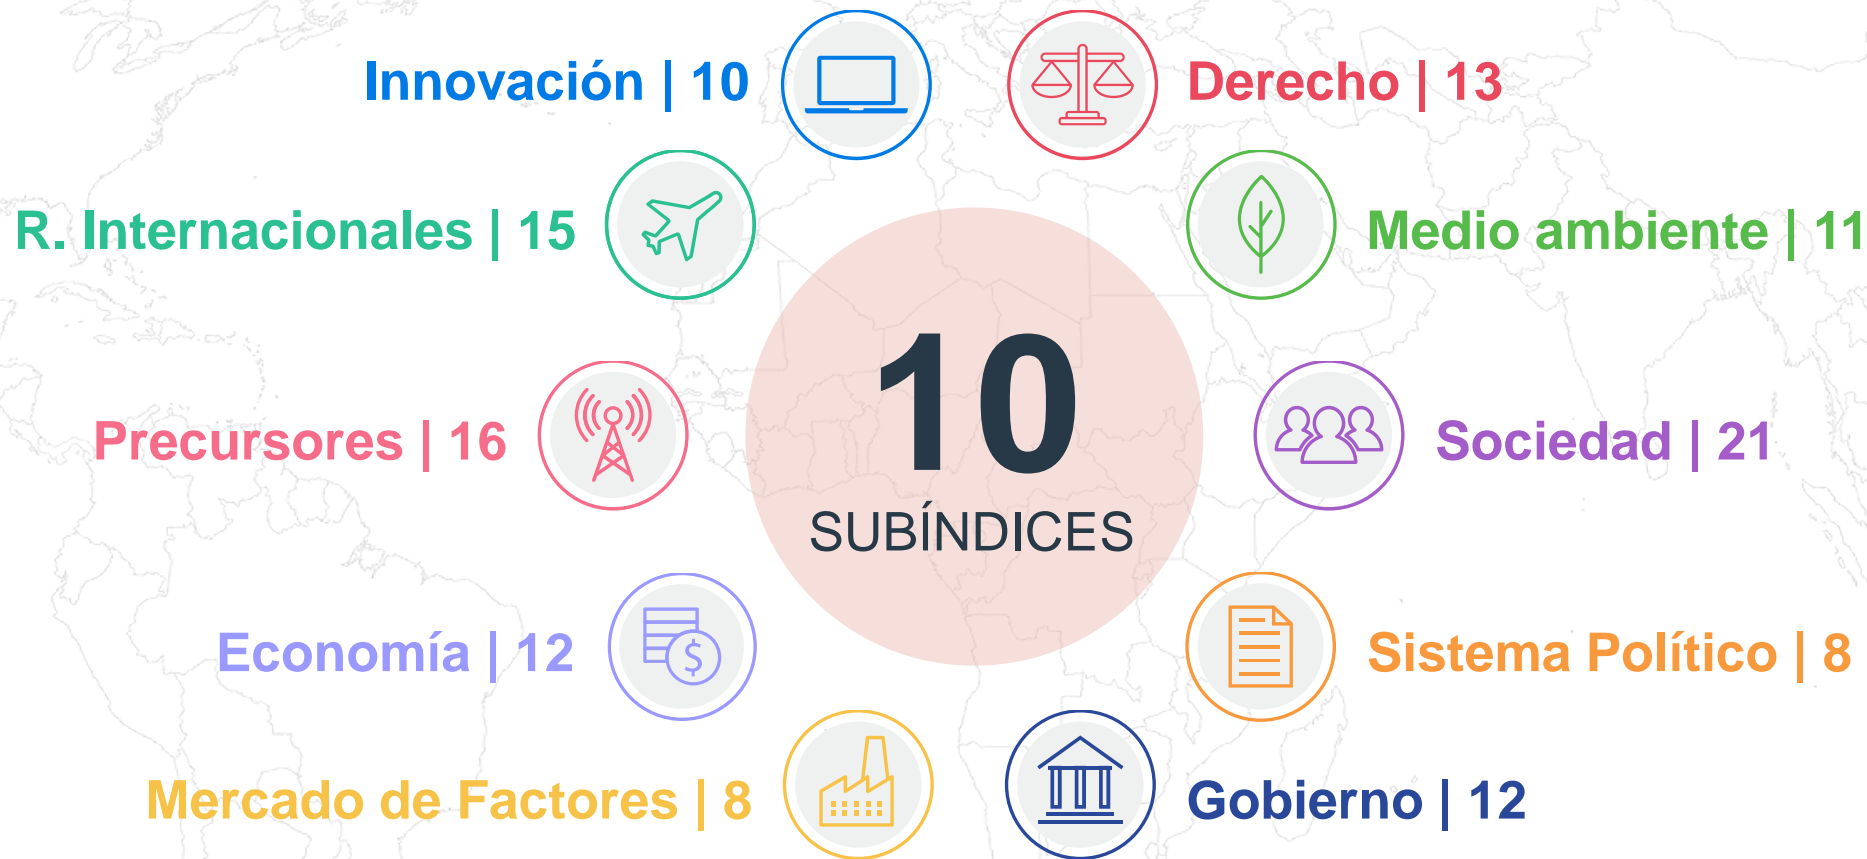 Innovación | 10
Derecho | 13
R. Internacionales | 15
Medio ambiente | 11
Precursores | 16
10
SUBÍNDICES
Sociedad | 21
Economía | 12
Sistema Político | 8
Mercado de Factores | 8
Gobierno | 12